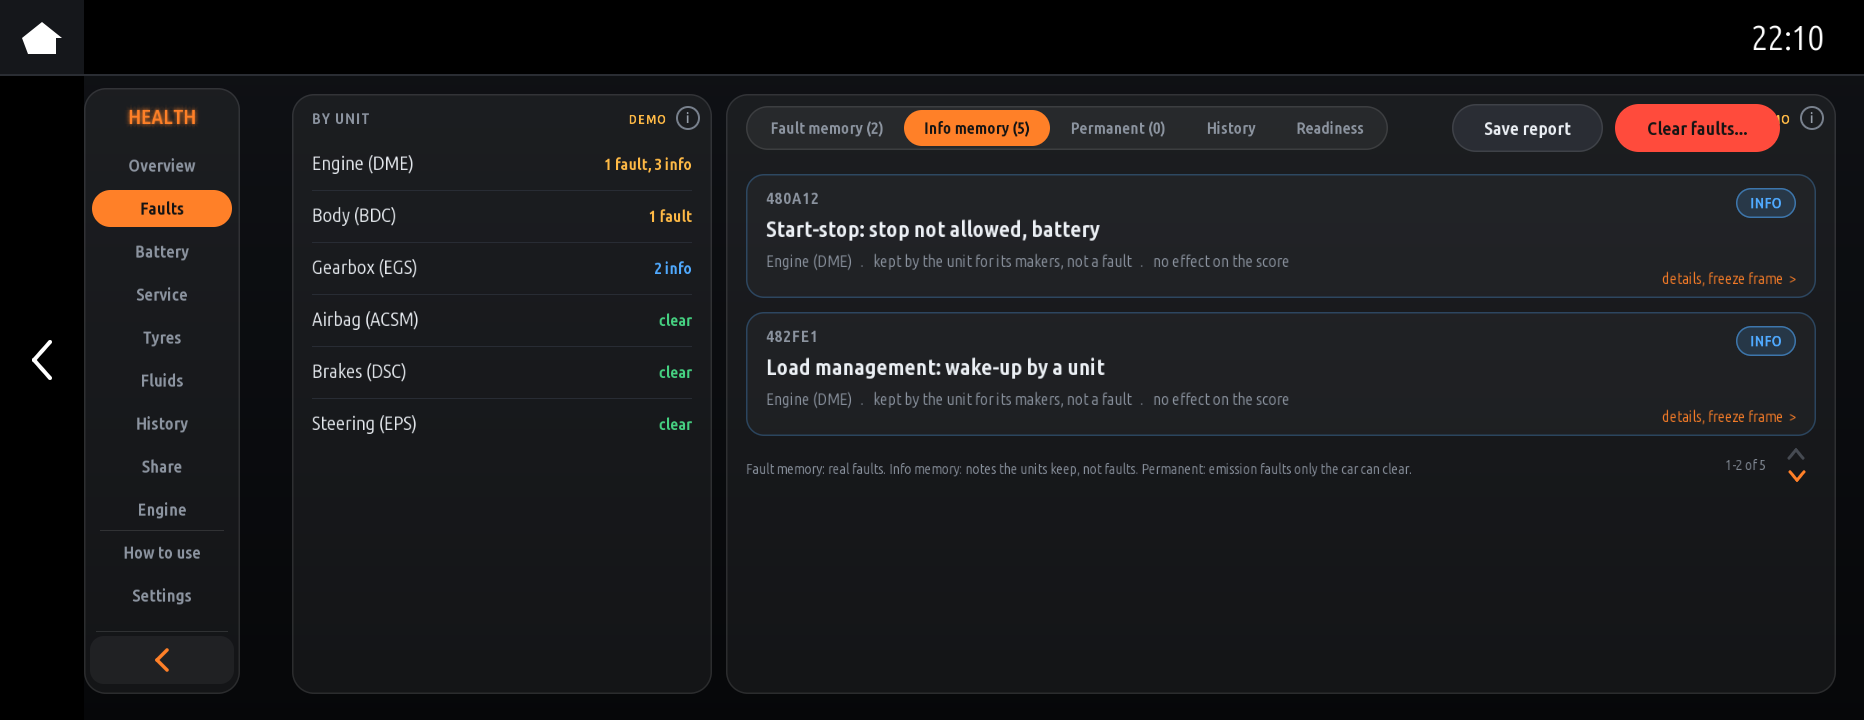 22:10
HEALTH
Overview
Faults
Battery
Service
Tyres
Fluids
History
Share
Engine
How to use
Settings
BY UNIT DEMO i
Engine (DME) 1 fault, 3 info
Body (BDC) 1 fault
Gearbox (EGS) 2 info
Airbag (ACSM) clear
Brakes (DSC) clear
Steering (EPS) clear
Fault memory (2) Info memory (5) Permanent (0) History Readiness Save report Clear faults... i
480A12 INFO
Start-stop: stop not allowed, battery
Engine (DME) . kept by the unit for its makers, not a fault . no effect on the score
details, freeze frame >
482FE1 INFO
Load management: wake-up by a unit
Engine (DME) . kept by the unit for its makers, not a fault . no effect on the score
details, freeze frame >
Fault memory: real faults. Info memory: notes the units keep, not faults. Permanent: emission faults only the car can clear. 1-2 of 5